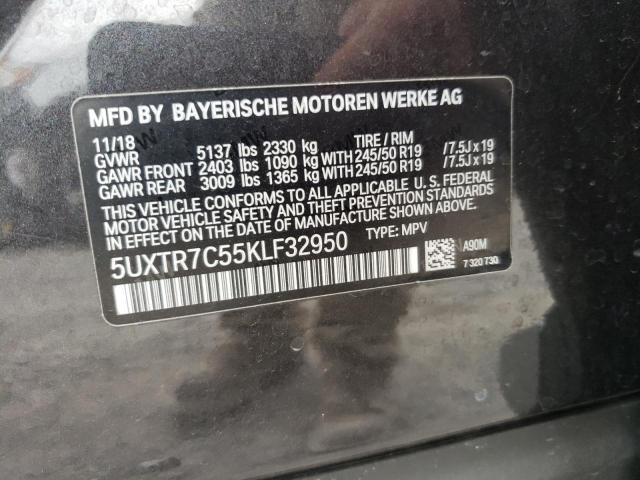 MFD BY BAYERISCHE MOTOREN WERKE AG
11/18 TIRE / RIM
GVWR 5137 lbs 2330 kg
GAWR FRONT 2403 lbs 1090 kg WITH 245/50 R19 /7.5J x 19
GAWR REAR 3009 lbs 1365 kg WITH 245/50 R19 /7.5J x 19
THIS VEHICLE CONFORMS TO ALL APPLICABLE U. S. FEDERAL
MOTOR VEHICLE SAFETY, BUMPER, AND THEFT PREVENTION STANDARDS
IN EFFECT ON THE DATE OF MANUFACTURE SHOWN ABOVE.
5UXTR7C55KLF32950 TYPE: MPV
A90M
7 320 730